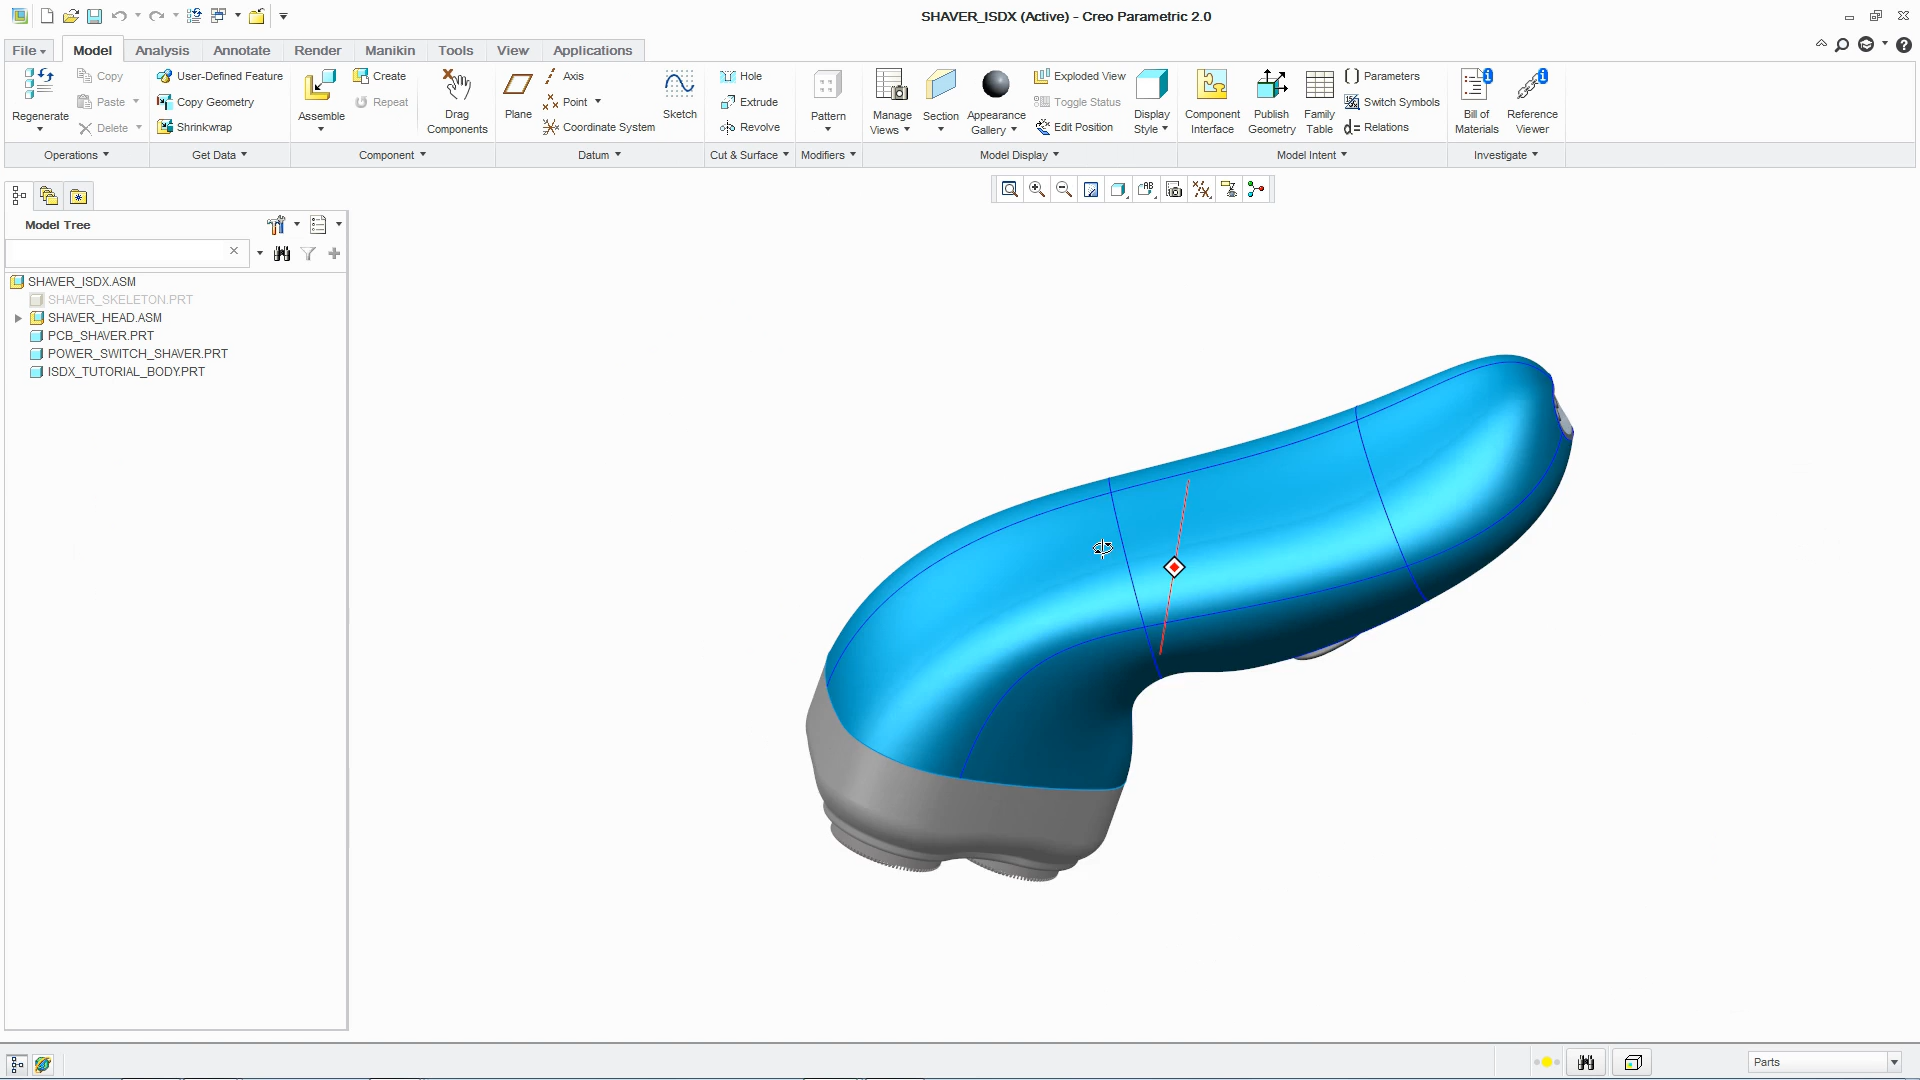 SHAVER_ISDX (Active) - Creo Parametric 2.0
File Model Analysis Annotate Render Manikin Tools View Applications
Regenerate
Copy
Paste
Delete
Operations
User-Defined Feature
Copy Geometry
Shrinkwrap
Get Data
Assemble
Create
Repeat
Drag
Components
Component
Plane
Axis
Point
Coordinate System
Sketch
Datum
Hole
Extrude
Revolve
Cut & Surface
Pattern
Modifiers
Manage
Views
Section
Appearance
Gallery
Exploded View
Toggle Status
Edit Position
Display
Style
Model Display
Component
Interface
Publish
Geometry
Family
Table
Parameters
Switch Symbols
d= Relations
Model Intent
Bill of
Materials
Reference
Viewer
Investigate
Model Tree
SHAVER_ISDX.ASM
SHAVER_SKELETON.PRT
SHAVER_HEAD.ASM
PCB_SHAVER.PRT
POWER_SWITCH_SHAVER.PRT
ISDX_TUTORIAL_BODY.PRT
Parts